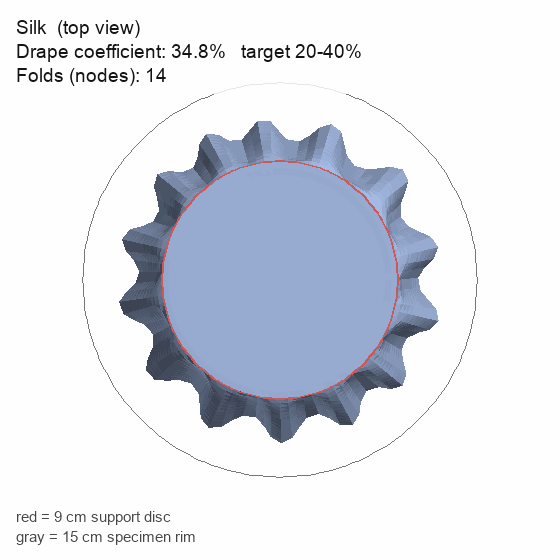 Silk  (top view)
Drape coefficient: 34.8%   target 20-40%
Folds (nodes): 14
red = 9 cm support disc
gray = 15 cm specimen rim